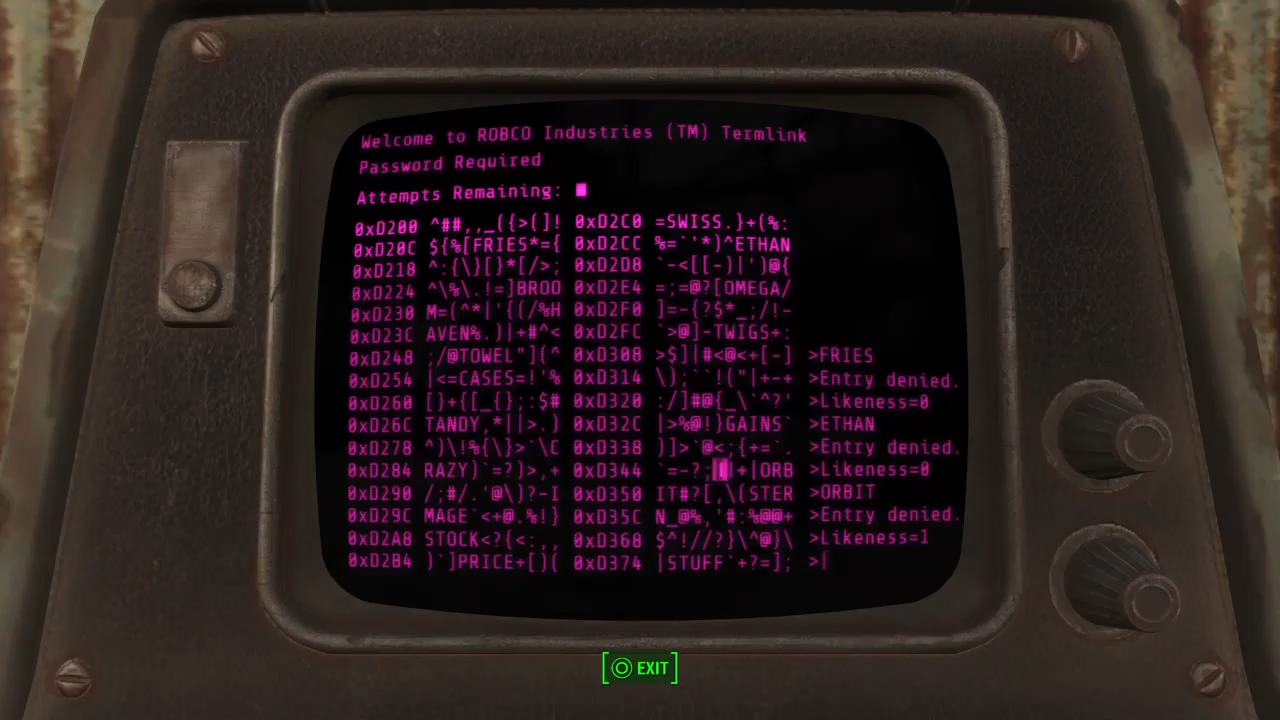 Welcome to ROBCO Industries (TM) Termlink
Password Required
Attempts Remaining: ■
0xD200 ^##,,_({>(]! 0xD2C0 =SWISS.}+(%:
0xD20C ${%[FRIES*={ 0xD2CC %=`'*)^ETHAN
0xD218 ^:{\}[}*[/>; 0xD2D8 `-<[[-)|')@{
0xD224 ^\%\.!=]BROO 0xD2E4 =;=@?[OMEGA/
0xD230 M=(^*|'{(/%H 0xD2F0 ]=-{?$*_;/!-
0xD23C AVEN%.)|+#^< 0xD2FC `>@]-TWIGS+:
0xD248 ;/@TOWEL"](^ 0xD308 >$]|#<@<+[-] >FRIES
0xD254 |<=CASES=!'% 0xD314 \);``!("|+-+ >Entry denied.
0xD260 [}+{[_{};:$# 0xD320 :/]#@{_\`^?' >Likeness=0
0xD26C TANDY,*||>.) 0xD32C |>%@!}GAINS` >ETHAN
0xD278 ^)\!%{\}>`\C 0xD338 )]>`@<;{+=`. >Entry denied.
0xD284 RAZY)`=?)>,+ 0xD344 `=-?;| +|ORB >Likeness=0
0xD290 /;#/.'@\)?-I 0xD350 IT#?[,\(STER >ORBIT
0xD29C MAGE`<+@.%!} 0xD35C N_@%,'#:%@@+ >Entry denied.
0xD2A8 STOCK<?{<:,, 0xD368 $^!//?}\^@}\ >Likeness=1
0xD2B4 )`]PRICE+[)( 0xD374 |STUFF`+?=]; >|
[◎ EXIT]